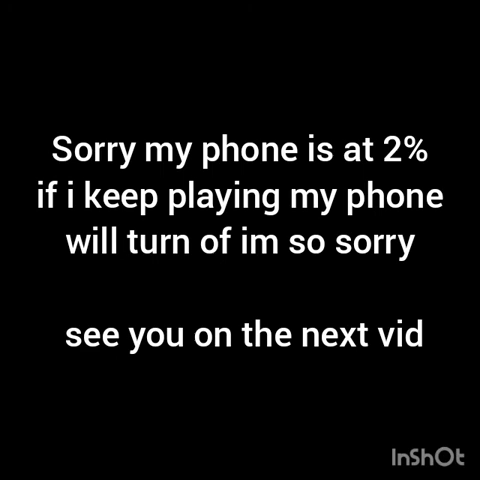 Sorry my phone is at 2%
if i keep playing my phone
will turn of im so sorry
see you on the next vid
InShOt